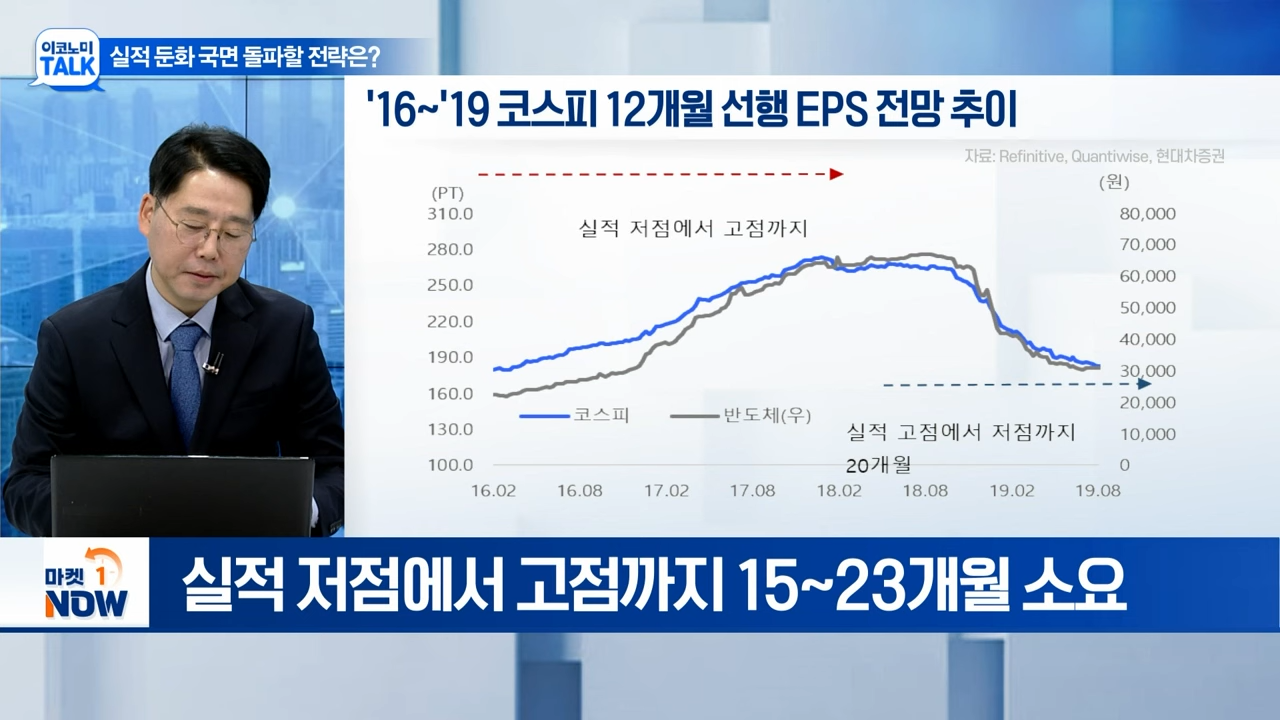 이코노미
TALK
실적 둔화 국면 돌파할 전략은?
'16~'19 코스피 12개월 선행 EPS 전망 추이
자료: Refinitive, Quantiwise, 현대차증권
(PT)
(원)
310.0
280.0
250.0
220.0
190.0
160.0
130.0
100.0
80,000
70,000
60,000
50,000
40,000
30,000
20,000
10,000
0
실적 저점에서 고점까지
코스피
반도체(우)
실적 고점에서 저점까지
20개월
16.02 16.08 17.02 17.08 18.02 18.08 19.02 19.08
마켓 1
NOW
실적 저점에서 고점까지 15~23개월 소요